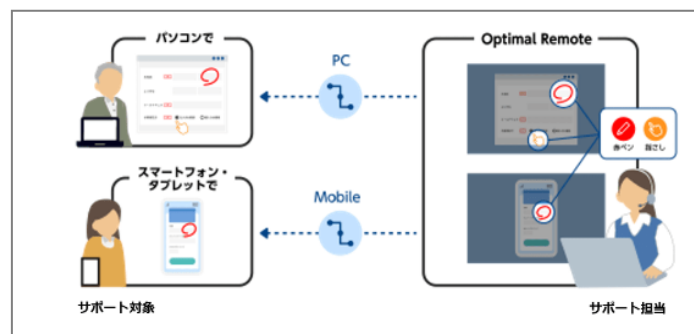 パソコンで
PC
Optimal Remote
赤ペン
指さし
スマートフォン・
タブレットで
Mobile
サポート対象
サポート担当